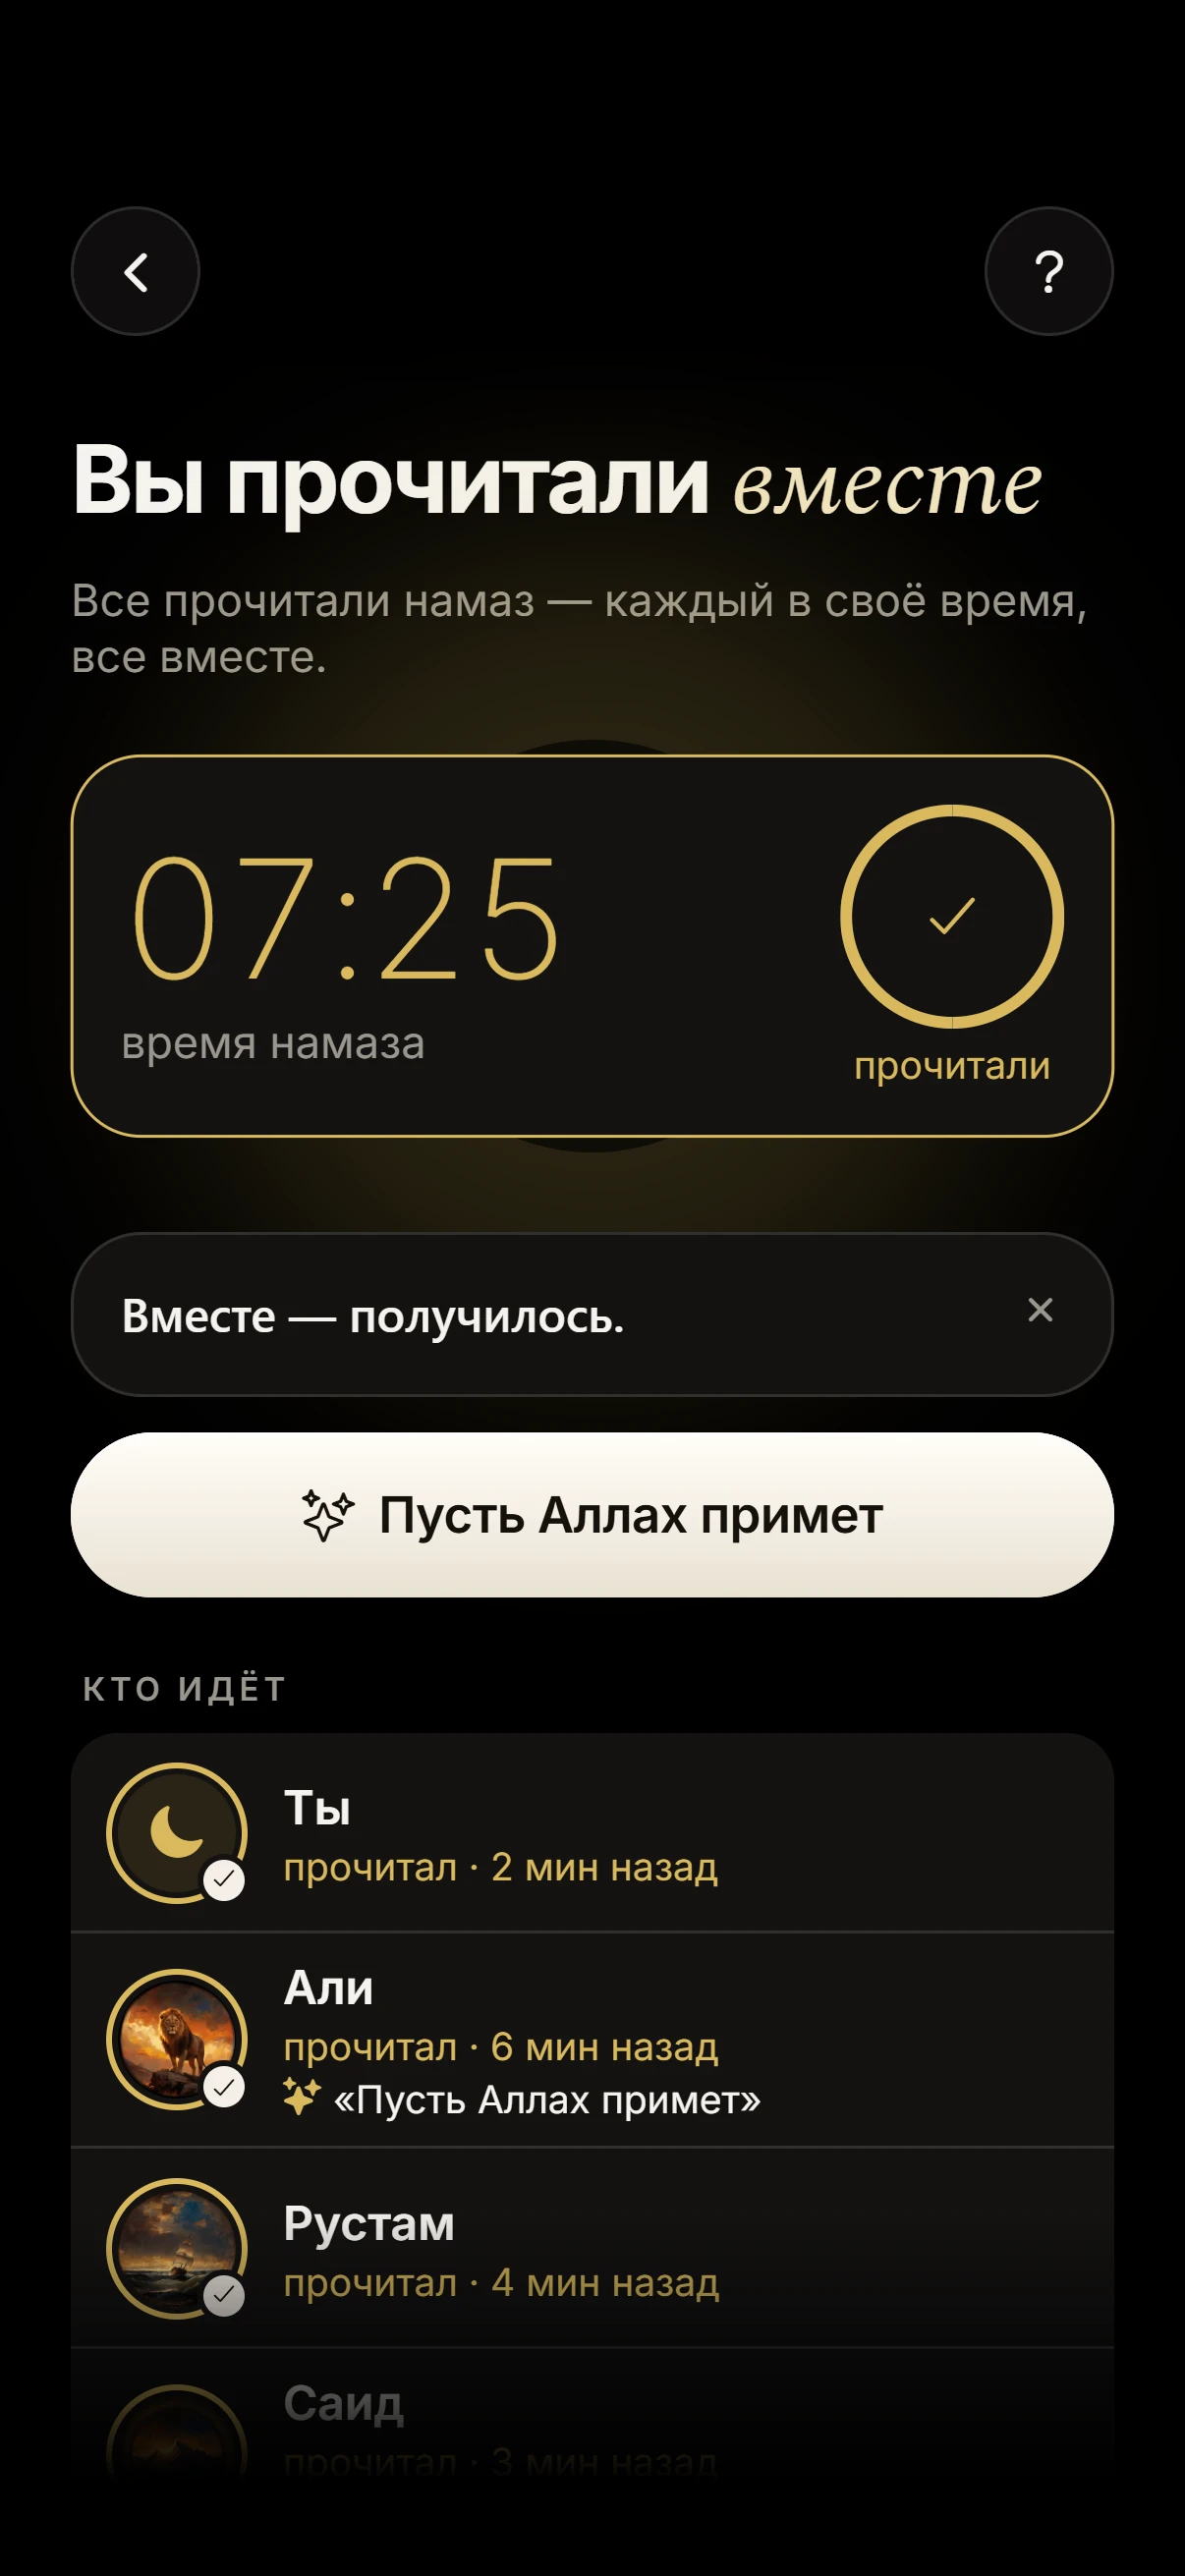 ?
Вы прочитали вместе
Все прочитали намаз — каждый в своё время,
все вместе.
07:25
время намаза
прочитали
Вместе — получилось.
Пусть Аллах примет
КТО ИДЁТ
Ты
прочитал · 2 мин назад
Али
прочитал · 6 мин назад
«Пусть Аллах примет»
Рустам
прочитал · 4 мин назад
Саид
прочитал · 3 мин назад